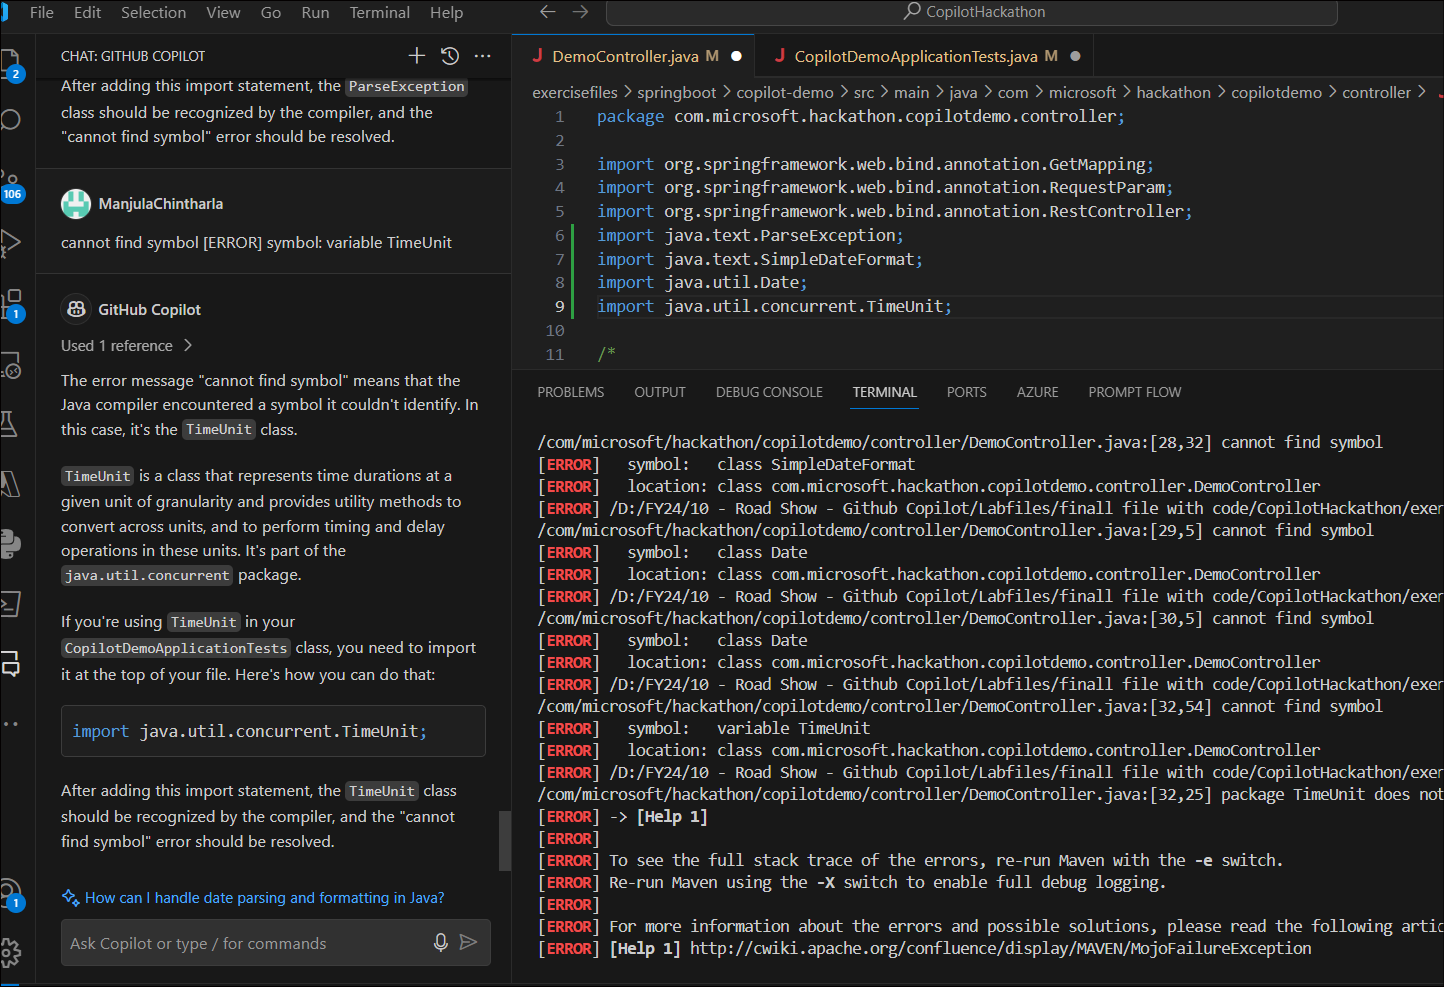 File Edit Selection View Go Run Terminal Help
CopilotHackathon
CHAT: GITHUB COPILOT
After adding this import statement, the ParseException
class should be recognized by the compiler, and the
"cannot find symbol" error should be resolved.
ManjulaChintharla
cannot find symbol [ERROR] symbol: variable TimeUnit
GitHub Copilot
Used 1 reference
The error message "cannot find symbol" means that the
Java compiler encountered a symbol it couldn't identify. In
this case, it's the TimeUnit class.
TimeUnit is a class that represents time durations at a
given unit of granularity and provides utility methods to
convert across units, and to perform timing and delay
operations in these units. It's part of the
java.util.concurrent package.
If you're using TimeUnit in your
CopilotDemoApplicationTests class, you need to import
it at the top of your file. Here's how you can do that:
import java.util.concurrent.TimeUnit;
After adding this import statement, the TimeUnit class
should be recognized by the compiler, and the "cannot
find symbol" error should be resolved.
How can I handle date parsing and formatting in Java?
Ask Copilot or type / for commands
2
106
1
1
J DemoController.java M
J CopilotDemoApplicationTests.java M
exercisefiles > springboot > copilot-demo > src > main > java > com > microsoft > hackathon > copilotdemo > controller >
1 package com.microsoft.hackathon.copilotdemo.controller;
2
3 import org.springframework.web.bind.annotation.GetMapping;
4 import org.springframework.web.bind.annotation.RequestParam;
5 import org.springframework.web.bind.annotation.RestController;
6 import java.text.ParseException;
7 import java.text.SimpleDateFormat;
8 import java.util.Date;
9 import java.util.concurrent.TimeUnit;
10
11 /*
PROBLEMS OUTPUT DEBUG CONSOLE TERMINAL PORTS AZURE PROMPT FLOW
/com/microsoft/hackathon/copilotdemo/controller/DemoController.java:[28,32] cannot find symbol
[ERROR] symbol: class SimpleDateFormat
[ERROR] location: class com.microsoft.hackathon.copilotdemo.controller.DemoController
[ERROR] /D:/FY24/10 - Road Show - Github Copilot/Labfiles/finall file with code/CopilotHackathon/exer
/com/microsoft/hackathon/copilotdemo/controller/DemoController.java:[29,5] cannot find symbol
[ERROR] symbol: class Date
[ERROR] location: class com.microsoft.hackathon.copilotdemo.controller.DemoController
[ERROR] /D:/FY24/10 - Road Show - Github Copilot/Labfiles/finall file with code/CopilotHackathon/exer
/com/microsoft/hackathon/copilotdemo/controller/DemoController.java:[30,5] cannot find symbol
[ERROR] symbol: class Date
[ERROR] location: class com.microsoft.hackathon.copilotdemo.controller.DemoController
[ERROR] /D:/FY24/10 - Road Show - Github Copilot/Labfiles/finall file with code/CopilotHackathon/exer
/com/microsoft/hackathon/copilotdemo/controller/DemoController.java:[32,54] cannot find symbol
[ERROR] symbol: variable TimeUnit
[ERROR] location: class com.microsoft.hackathon.copilotdemo.controller.DemoController
[ERROR] /D:/FY24/10 - Road Show - Github Copilot/Labfiles/finall file with code/CopilotHackathon/exer
/com/microsoft/hackathon/copilotdemo/controller/DemoController.java:[32,25] package TimeUnit does not
[ERROR] -> [Help 1]
[ERROR]
[ERROR] To see the full stack trace of the errors, re-run Maven with the -e switch.
[ERROR] Re-run Maven using the -X switch to enable full debug logging.
[ERROR]
[ERROR] For more information about the errors and possible solutions, please read the following artic
[ERROR] [Help 1] http://cwiki.apache.org/confluence/display/MAVEN/MojoFailureException